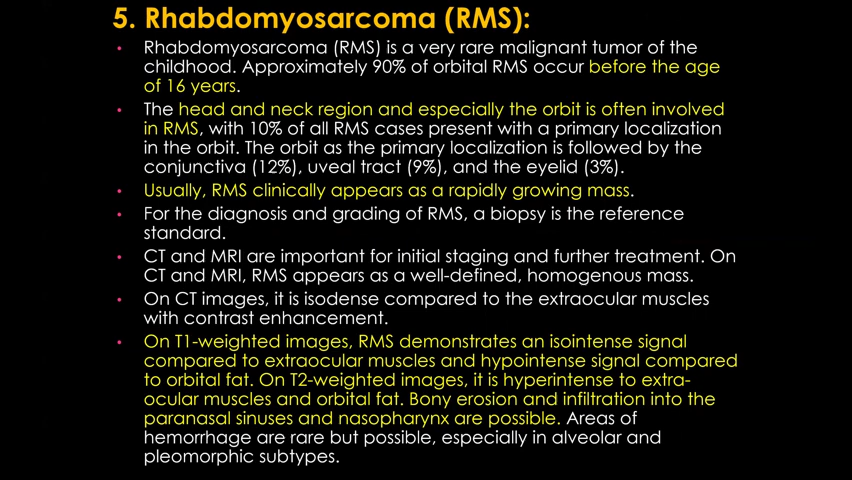 5. Rhabdomyosarcoma (RMS):
• Rhabdomyosarcoma (RMS) is a very rare malignant tumor of the
childhood. Approximately 90% of orbital RMS occur before the age
of 16 years.
• The head and neck region and especially the orbit is often involved
in RMS, with 10% of all RMS cases present with a primary localization
in the orbit. The orbit as the primary localization is followed by the
conjunctiva (12%), uveal tract (9%), and the eyelid (3%).
• Usually, RMS clinically appears as a rapidly growing mass.
• For the diagnosis and grading of RMS, a biopsy is the reference
standard.
• CT and MRI are important for initial staging and further treatment. On
CT and MRI, RMS appears as a well-defined, homogenous mass.
• On CT images, it is isodense compared to the extraocular muscles
with contrast enhancement.
• On T1-weighted images, RMS demonstrates an isointense signal
compared to extraocular muscles and hypointense signal compared
to orbital fat. On T2-weighted images, it is hyperintense to extra-
ocular muscles and orbital fat. Bony erosion and infiltration into the
paranasal sinuses and nasopharynx are possible. Areas of
hemorrhage are rare but possible, especially in alveolar and
pleomorphic subtypes.